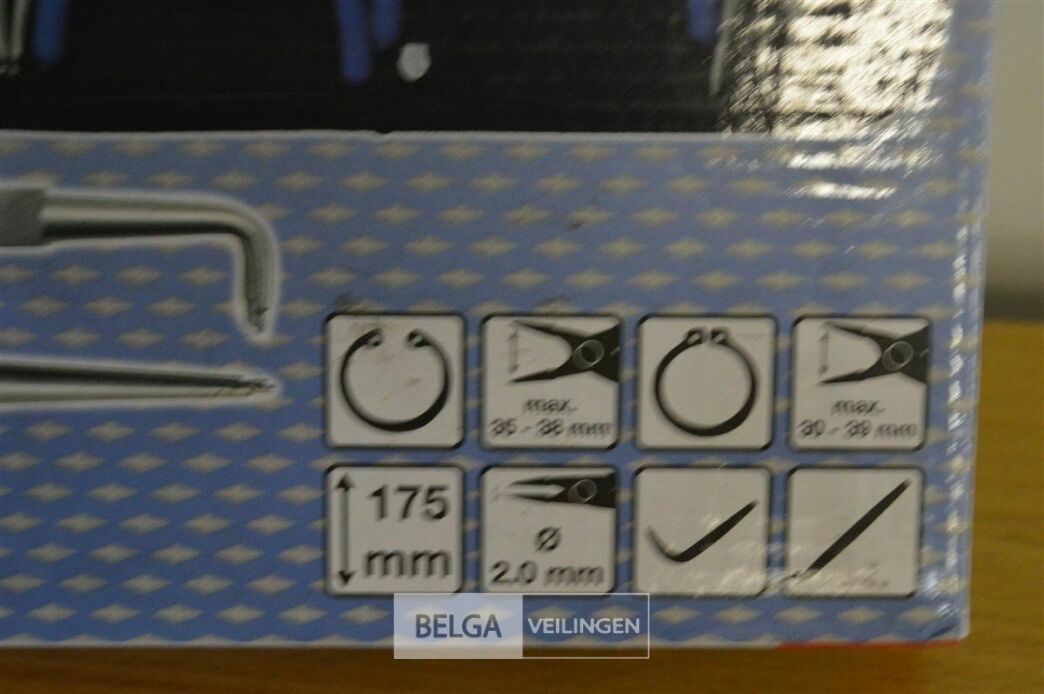 max.
35 - 38 mm
max.
30 - 39 mm
175
mm
Ø
2.0 mm
BELGA VEILINGEN